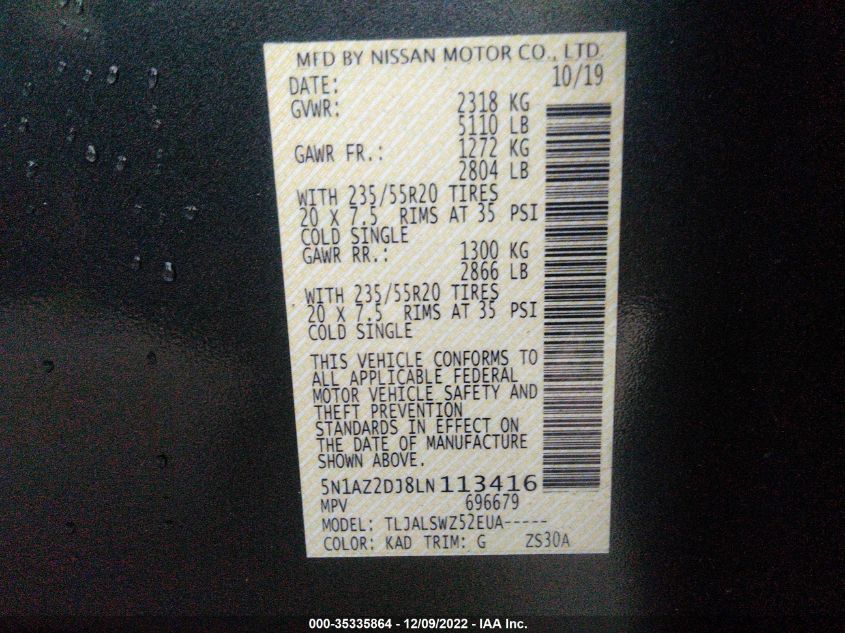 MFD BY NISSAN MOTOR CO., LTD.
DATE: 10/19
GVWR: 2318 KG
5110 LB
GAWR FR.: 1272 KG
2804 LB
WITH 235/55R20 TIRES
20 X 7.5 RIMS AT 35 PSI
COLD SINGLE
GAWR RR.: 1300 KG
2866 LB
WITH 235/55R20 TIRES
20 X 7.5 RIMS AT 35 PSI
COLD SINGLE
THIS VEHICLE CONFORMS TO
ALL APPLICABLE FEDERAL
MOTOR VEHICLE SAFETY AND
THEFT PREVENTION
STANDARDS IN EFFECT ON
THE DATE OF MANUFACTURE
SHOWN ABOVE.
5N1AZ2DJ8LN113416
MPV 696679
MODEL: TLJALSWZ52EUA-----
COLOR: KAD TRIM: G ZS30A
000-35335864 - 12/09/2022 - IAA Inc.